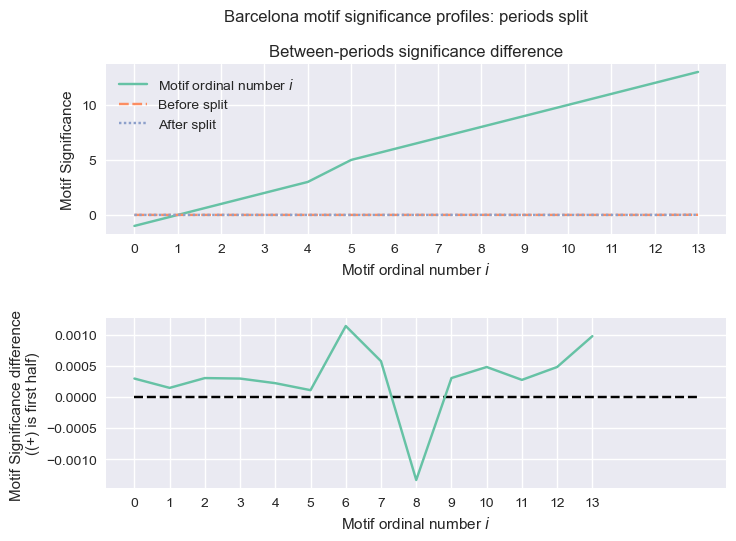 Barcelona motif significance profiles: periods split
Between-periods significance difference
Motif ordinal number i
Before split
After split
Motif Significance
10
5
0
0 1 2 3 4 5 6 7 8 9 10 11 12 13
Motif ordinal number i
Motif Significance difference
((+) is first half)
0.0010
0.0005
0.0000
−0.0005
−0.0010
0 1 2 3 4 5 6 7 8 9 10 11 12 13
Motif ordinal number i